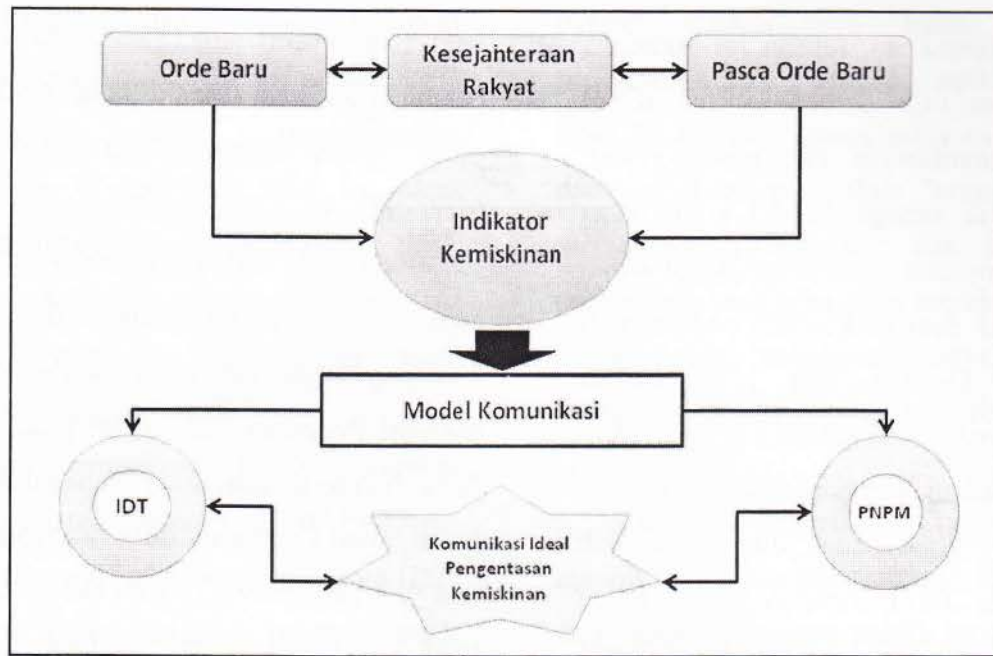 Orde Baru
Kesejahteraan
Rakyat
Pasca Orde Baru
Indikator
Kemiskinan
Model Komunikasi
IDT
PNPM
Komunikasi Ideal
Pengentasan
Kemiskinan